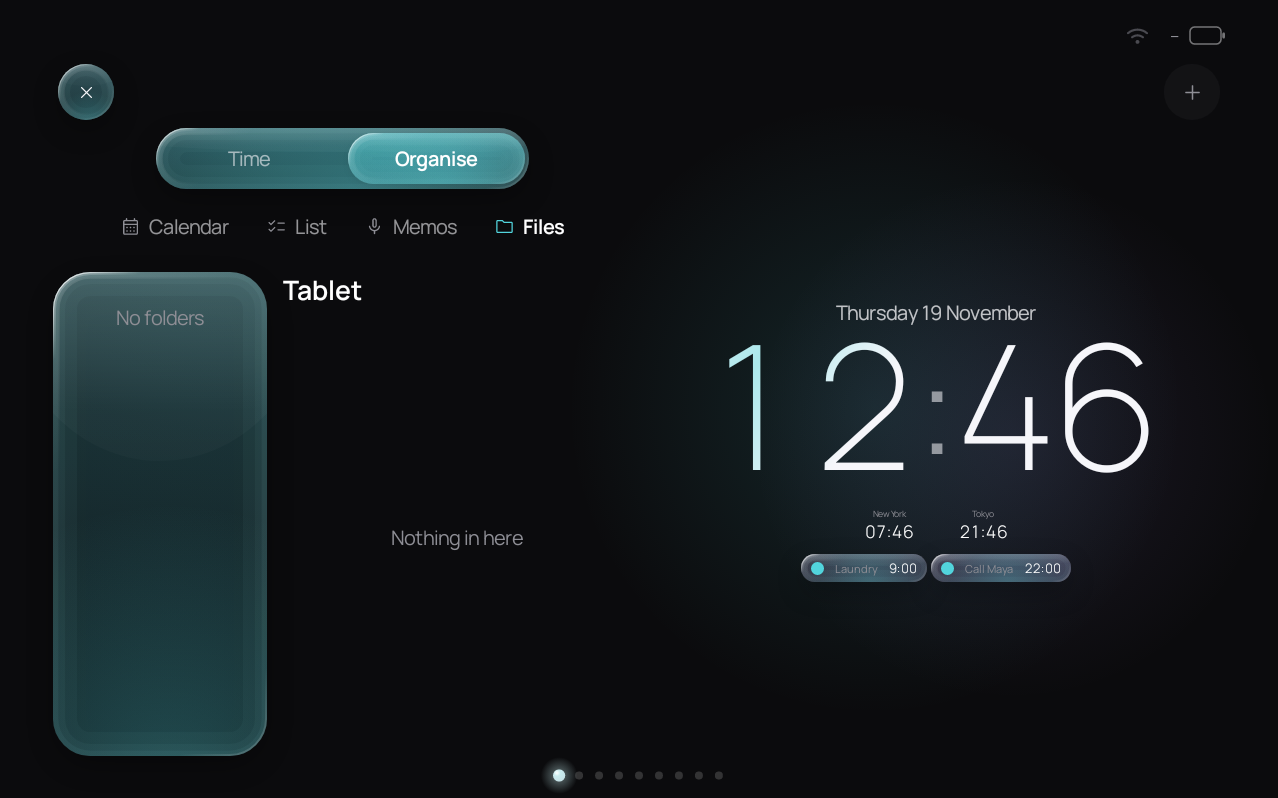 Time
Organise
Calendar
List
Memos
Files
No folders
Tablet
Nothing in here
Thursday 19 November
12:46
New York
Tokyo
07:46
21:46
Laundry 9:00
Call Maya 22:00